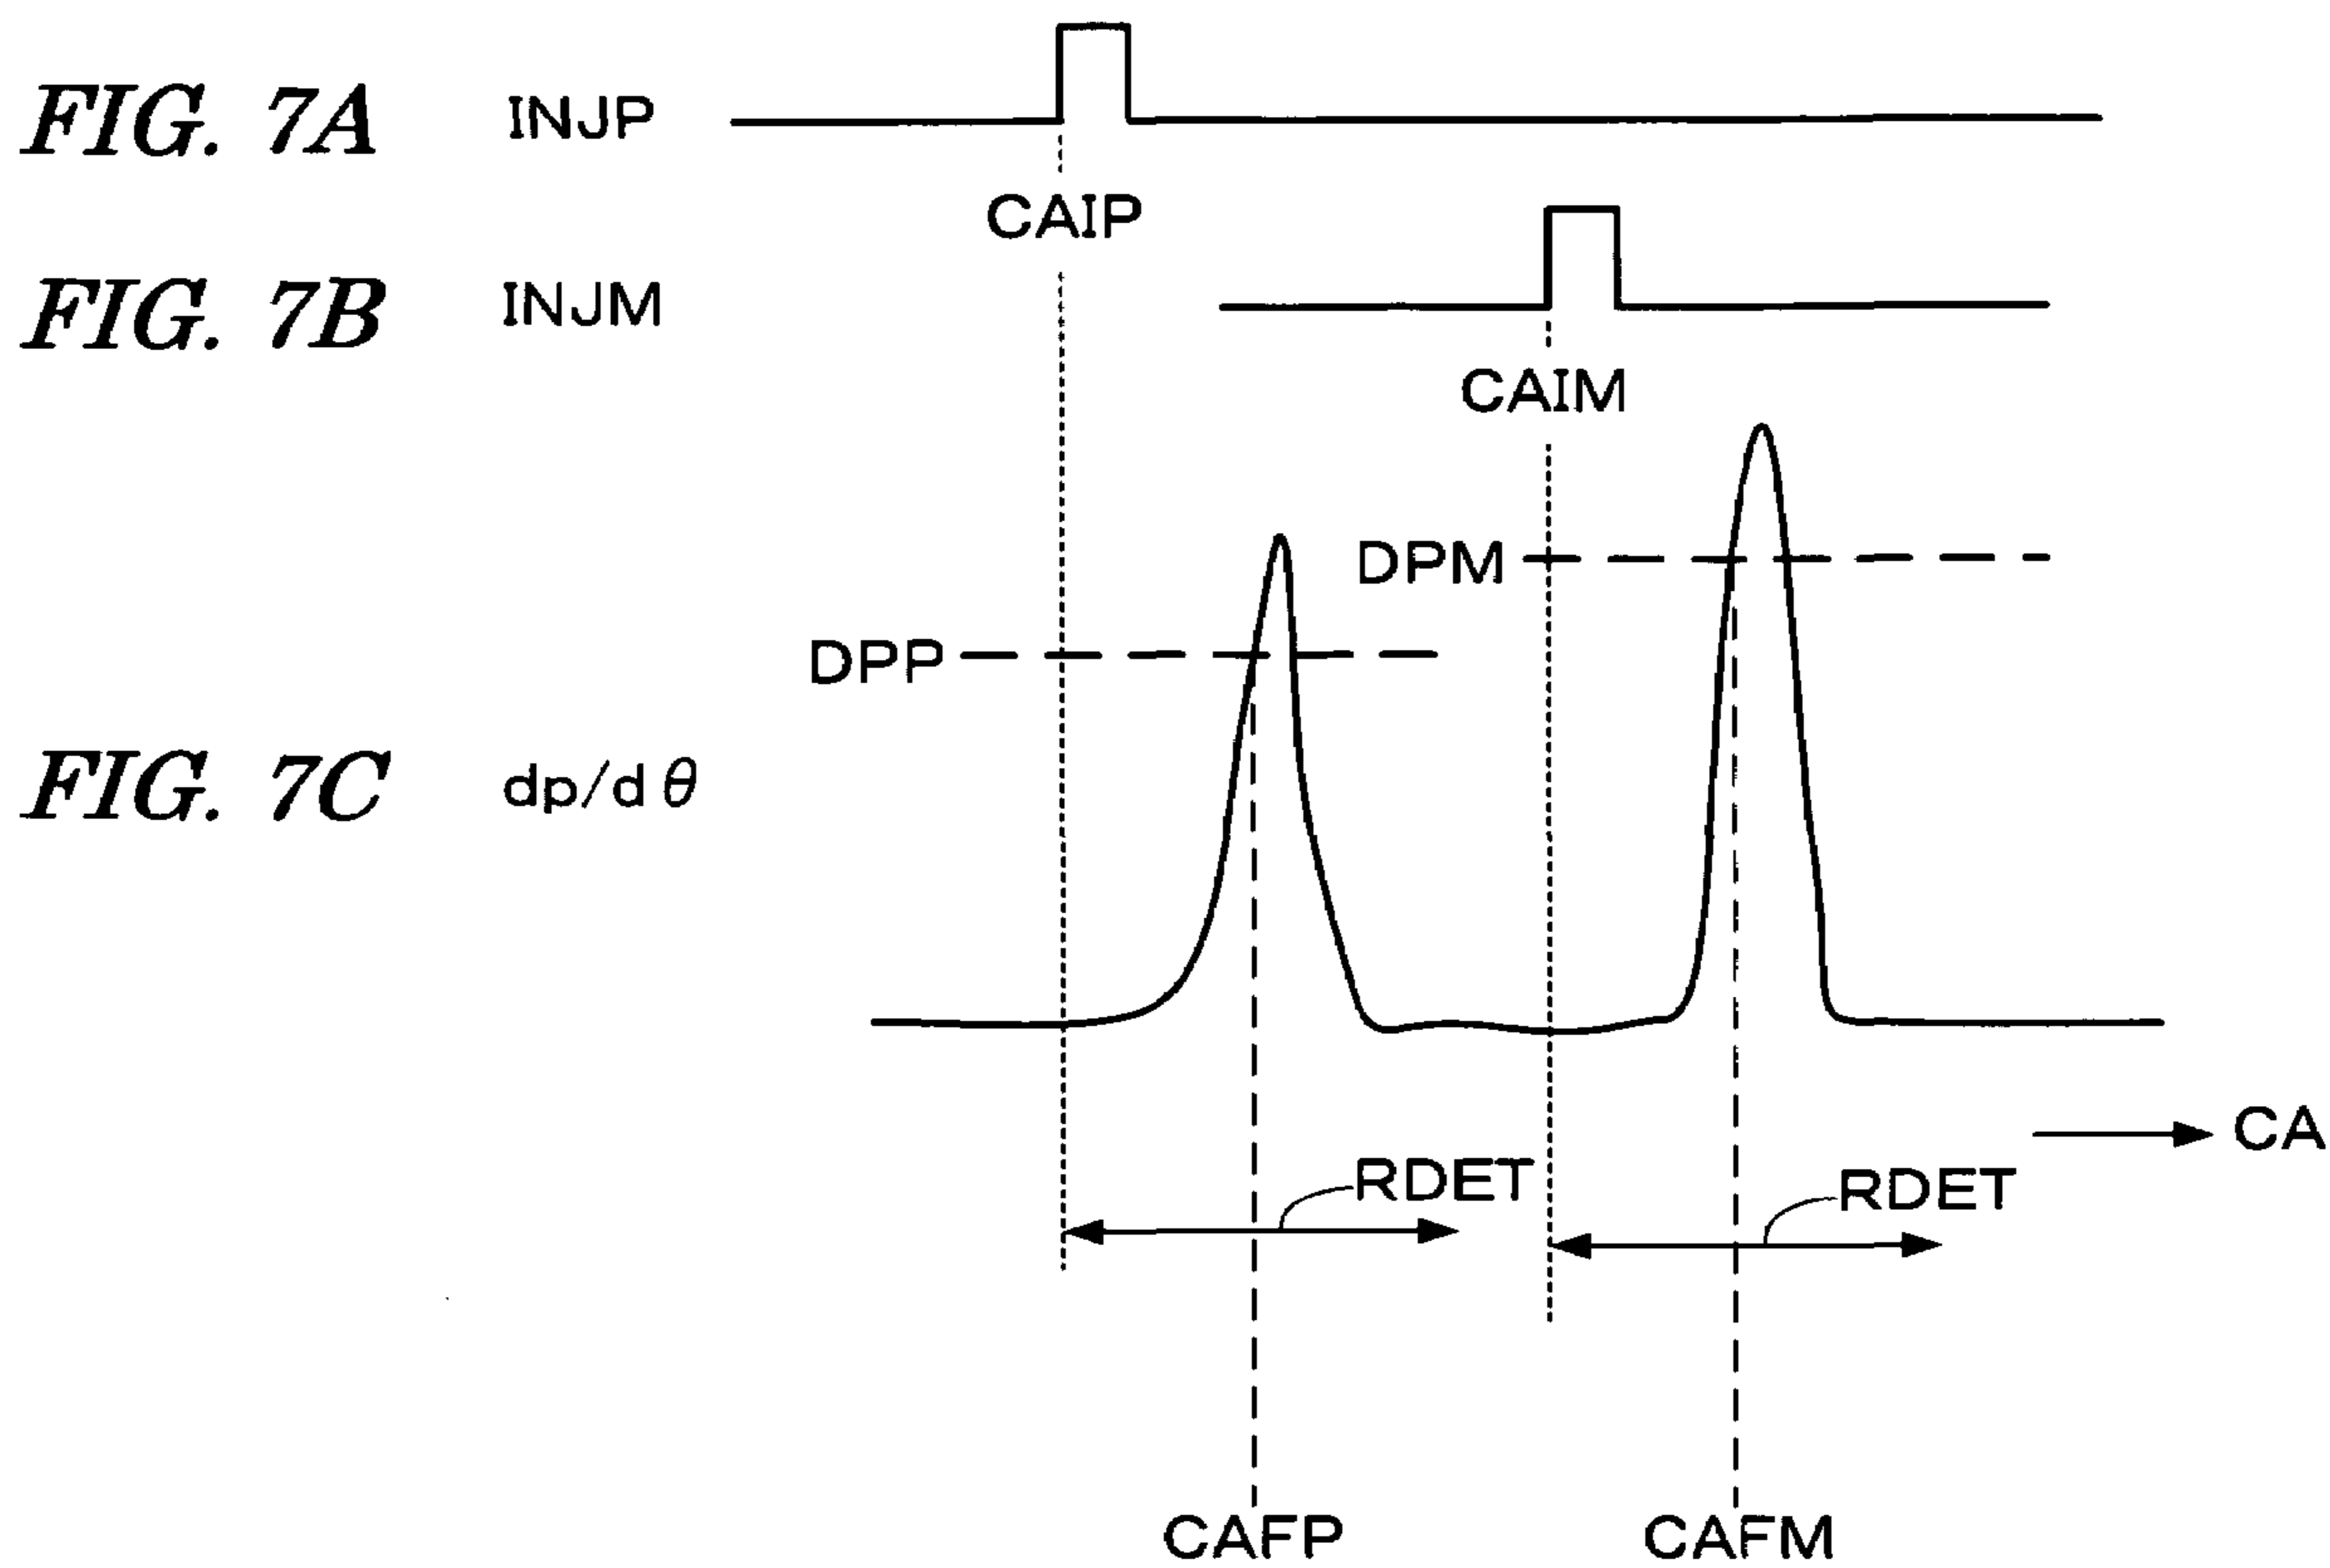 FIG. 7A INJP
CAIP
FIG. 7B INJM
CAIM
DPM
DPP
FIG. 7C dp/dθ
CA
RDET
RDET
CAFP
CAFM